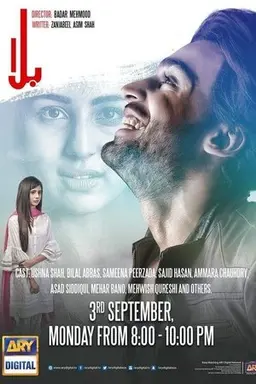 DIRECTOR: BADAR MEHMOOD
WRITTEN: ZANJABEEL ASIM SHAH
بلا
CAST: USHNA SHAH, BILAL ABBAS, SAMEENA PEERZADA, SAJID HASAN, AMMARA CHAUDHRY
ASAD SIDDIQUI, MEHAR BANO, MEHWISH QURESHI AND OTHERS.
3RD SEPTEMBER,
MONDAY FROM 8:00 - 10:00 PM
ARY
DIGITAL